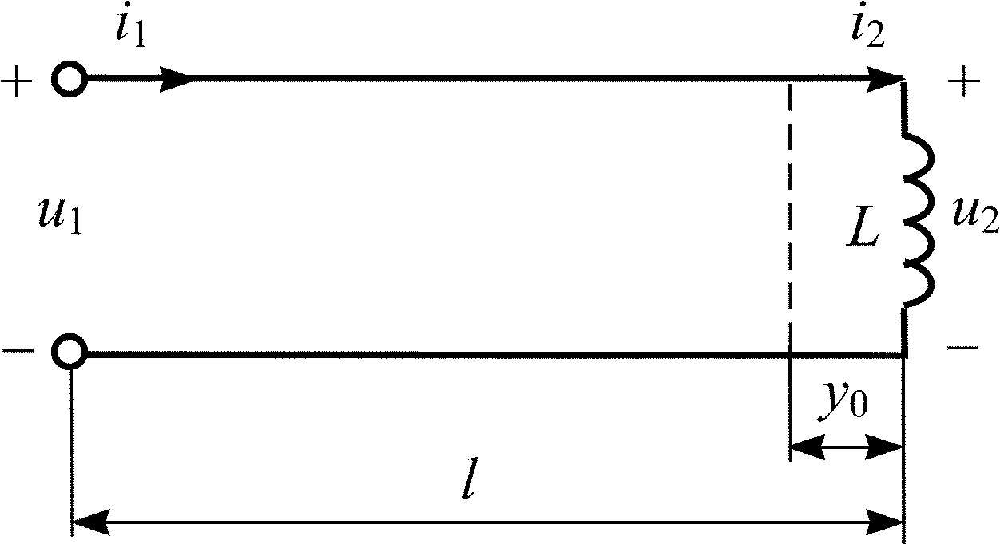 i₁ i₂
+ +
u₁ L u₂
− −
y₀
l